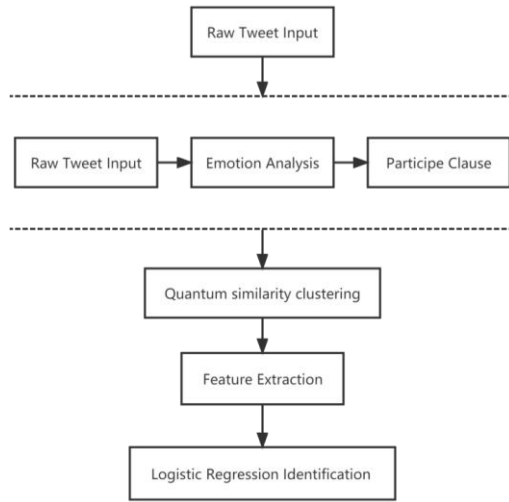 Raw Tweet Input
Raw Tweet Input
Emotion Analysis
Participe Clause
Quantum similarity clustering
Feature Extraction
Logistic Regression Identification